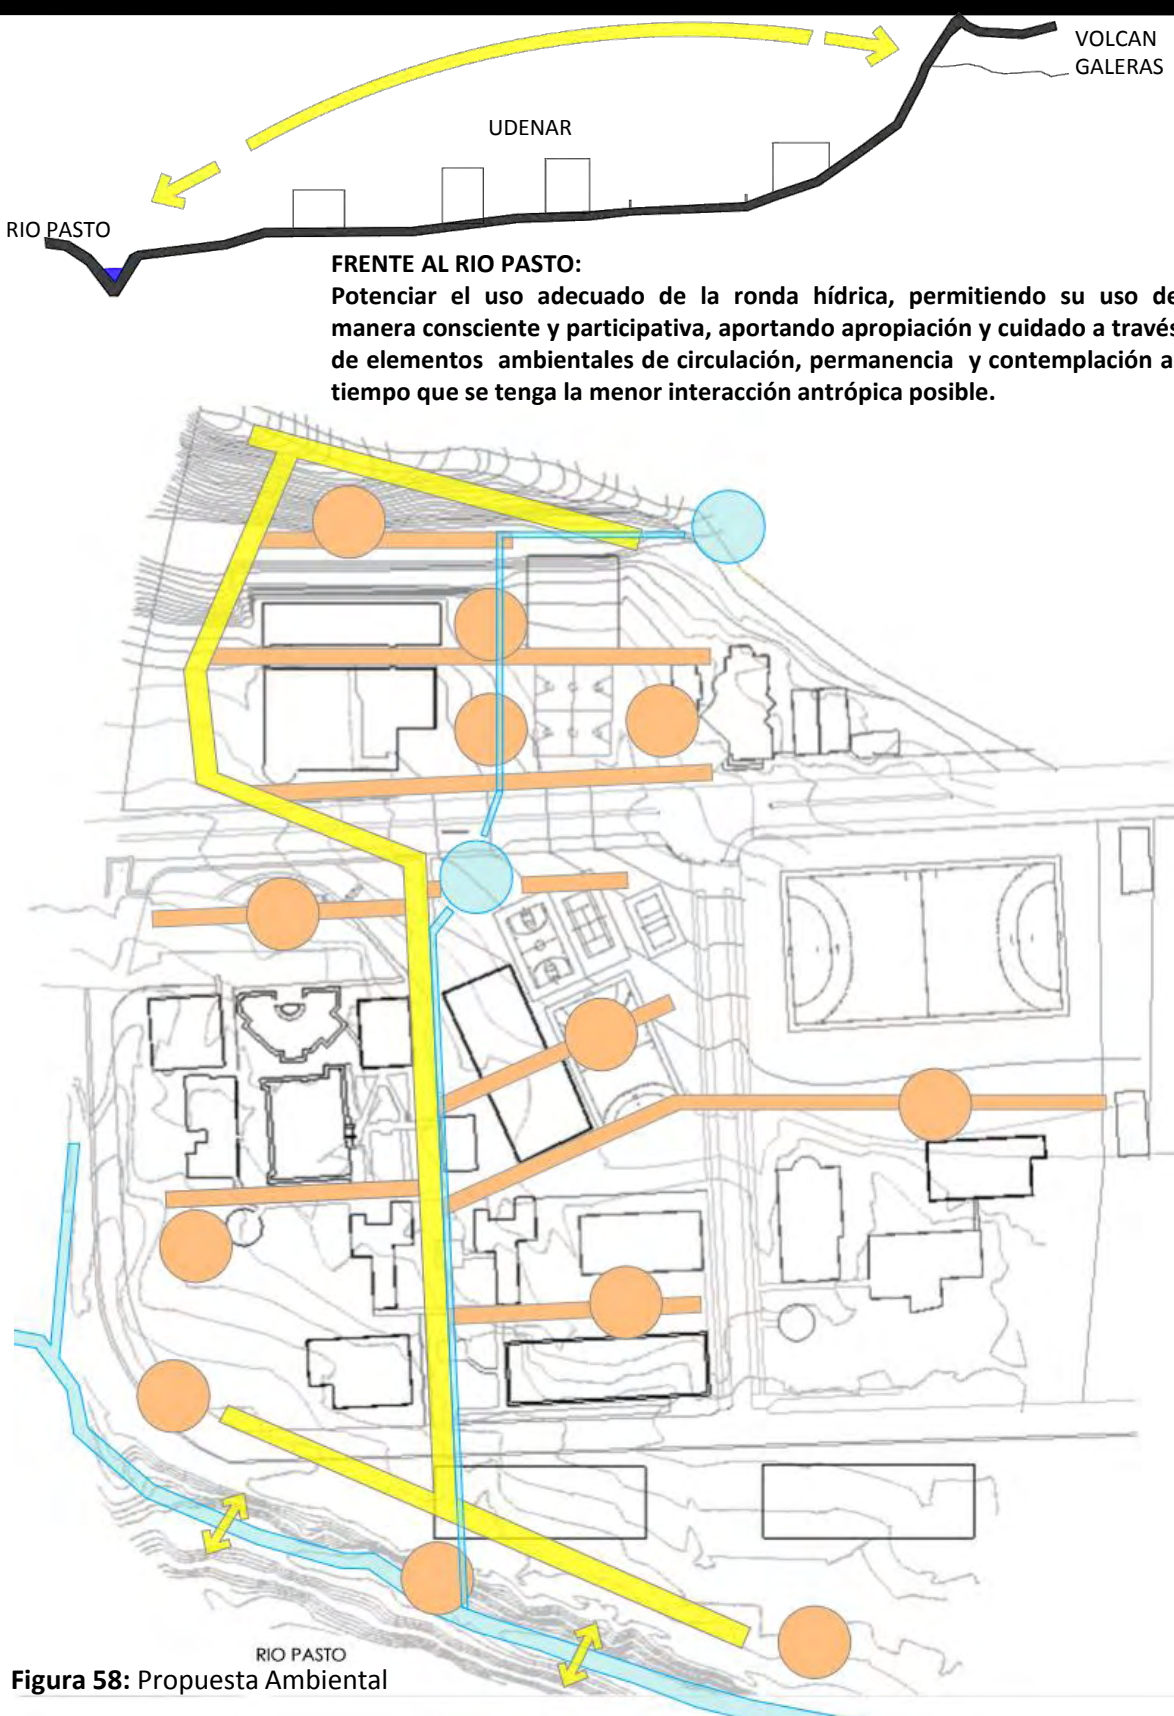 VOLCAN
GALERAS
UDENAR
RIO PASTO
FRENTE AL RIO PASTO:
Potenciar el uso adecuado de la ronda hídrica, permitiendo su uso de
manera consciente y participativa, aportando apropiación y cuidado a través
de elementos ambientales de circulación, permanencia y contemplación a
tiempo que se tenga la menor interacción antrópica posible.
RIO PASTO
Figura 58: Propuesta Ambiental